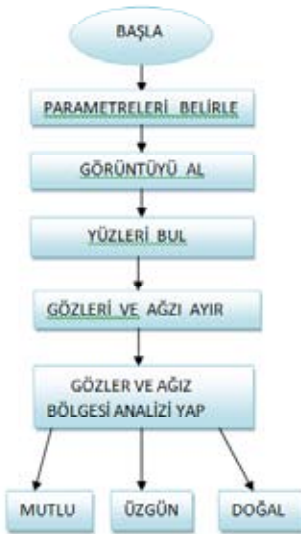 BAŞLA
PARAMETRELERİ BELİRLE
GÖRÜNTÜYÜ AL
YÜZLERİ BUL
GÖZLERİ VE AĞZI AYIR
GÖZLER VE AĞIZ
BÖLGESİ ANALİZİ YAP
MUTLU
ÜZGÜN
DOĞAL